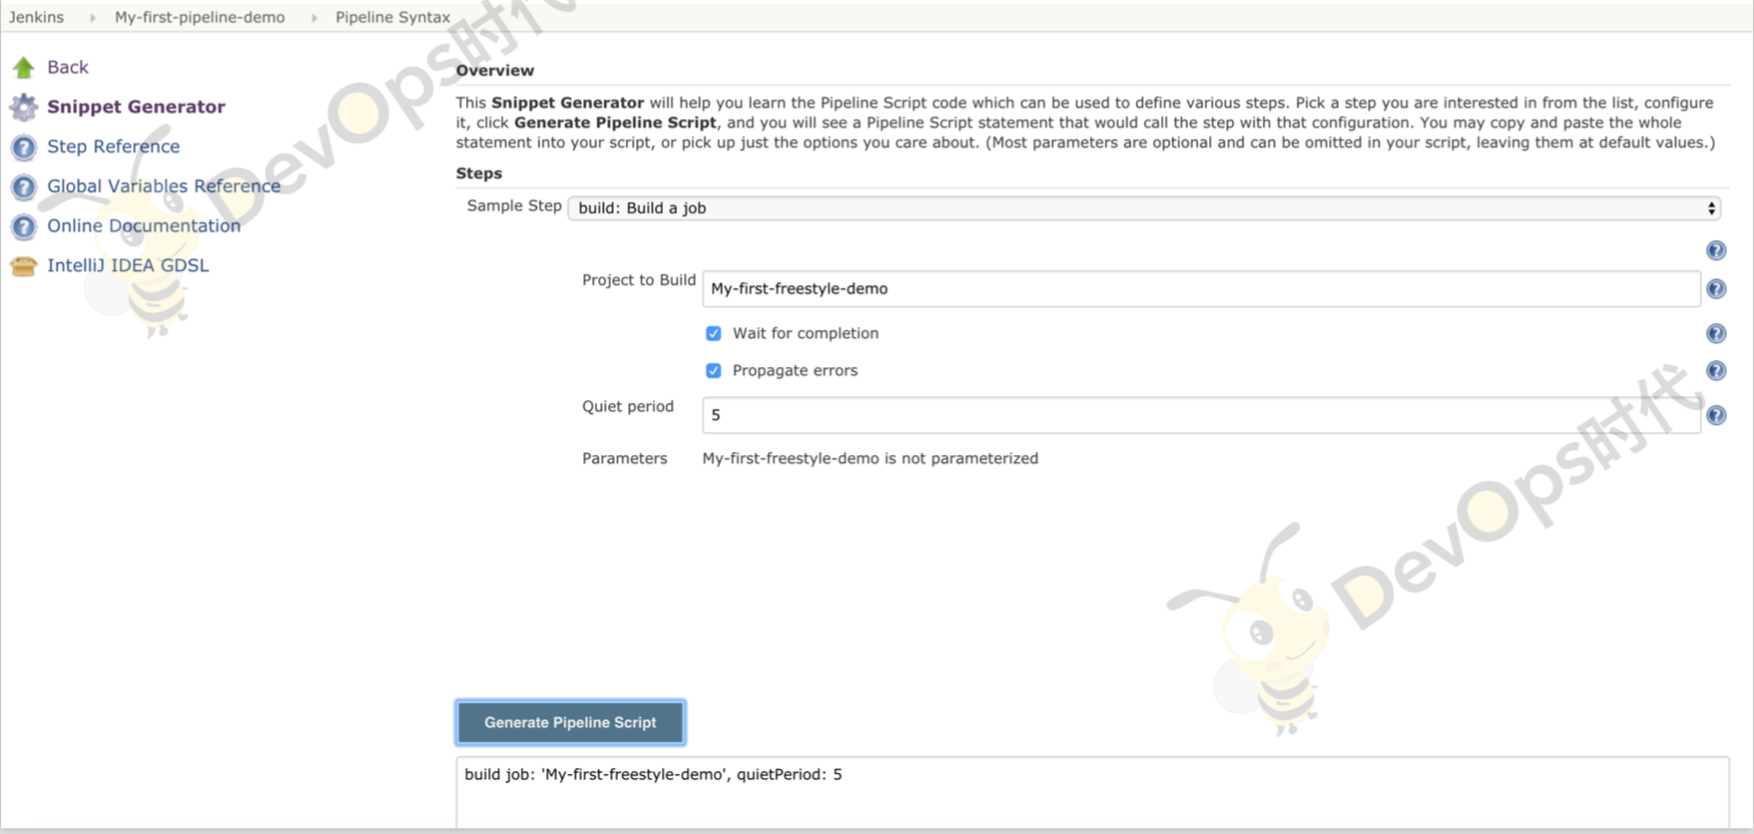 Jenkins My-first-pipeline-demo Pipeline Syntax
Back
Snippet Generator
Step Reference
Global Variables Reference
Online Documentation
IntelliJ IDEA GDSL
Overview
This Snippet Generator will help you learn the Pipeline Script code which can be used to define various steps. Pick a step you are interested in from the list, configure
it, click Generate Pipeline Script, and you will see a Pipeline Script statement that would call the step with that configuration. You may copy and paste the whole
statement into your script, or pick up just the options you care about. (Most parameters are optional and can be omitted in your script, leaving them at default values.)
Steps
Sample Step build: Build a job
Project to Build My-first-freestyle-demo
Wait for completion
Propagate errors
Quiet period 5
Parameters My-first-freestyle-demo is not parameterized
Generate Pipeline Script
build job: 'My-first-freestyle-demo', quietPeriod: 5
DevOps时代
DevOps时代